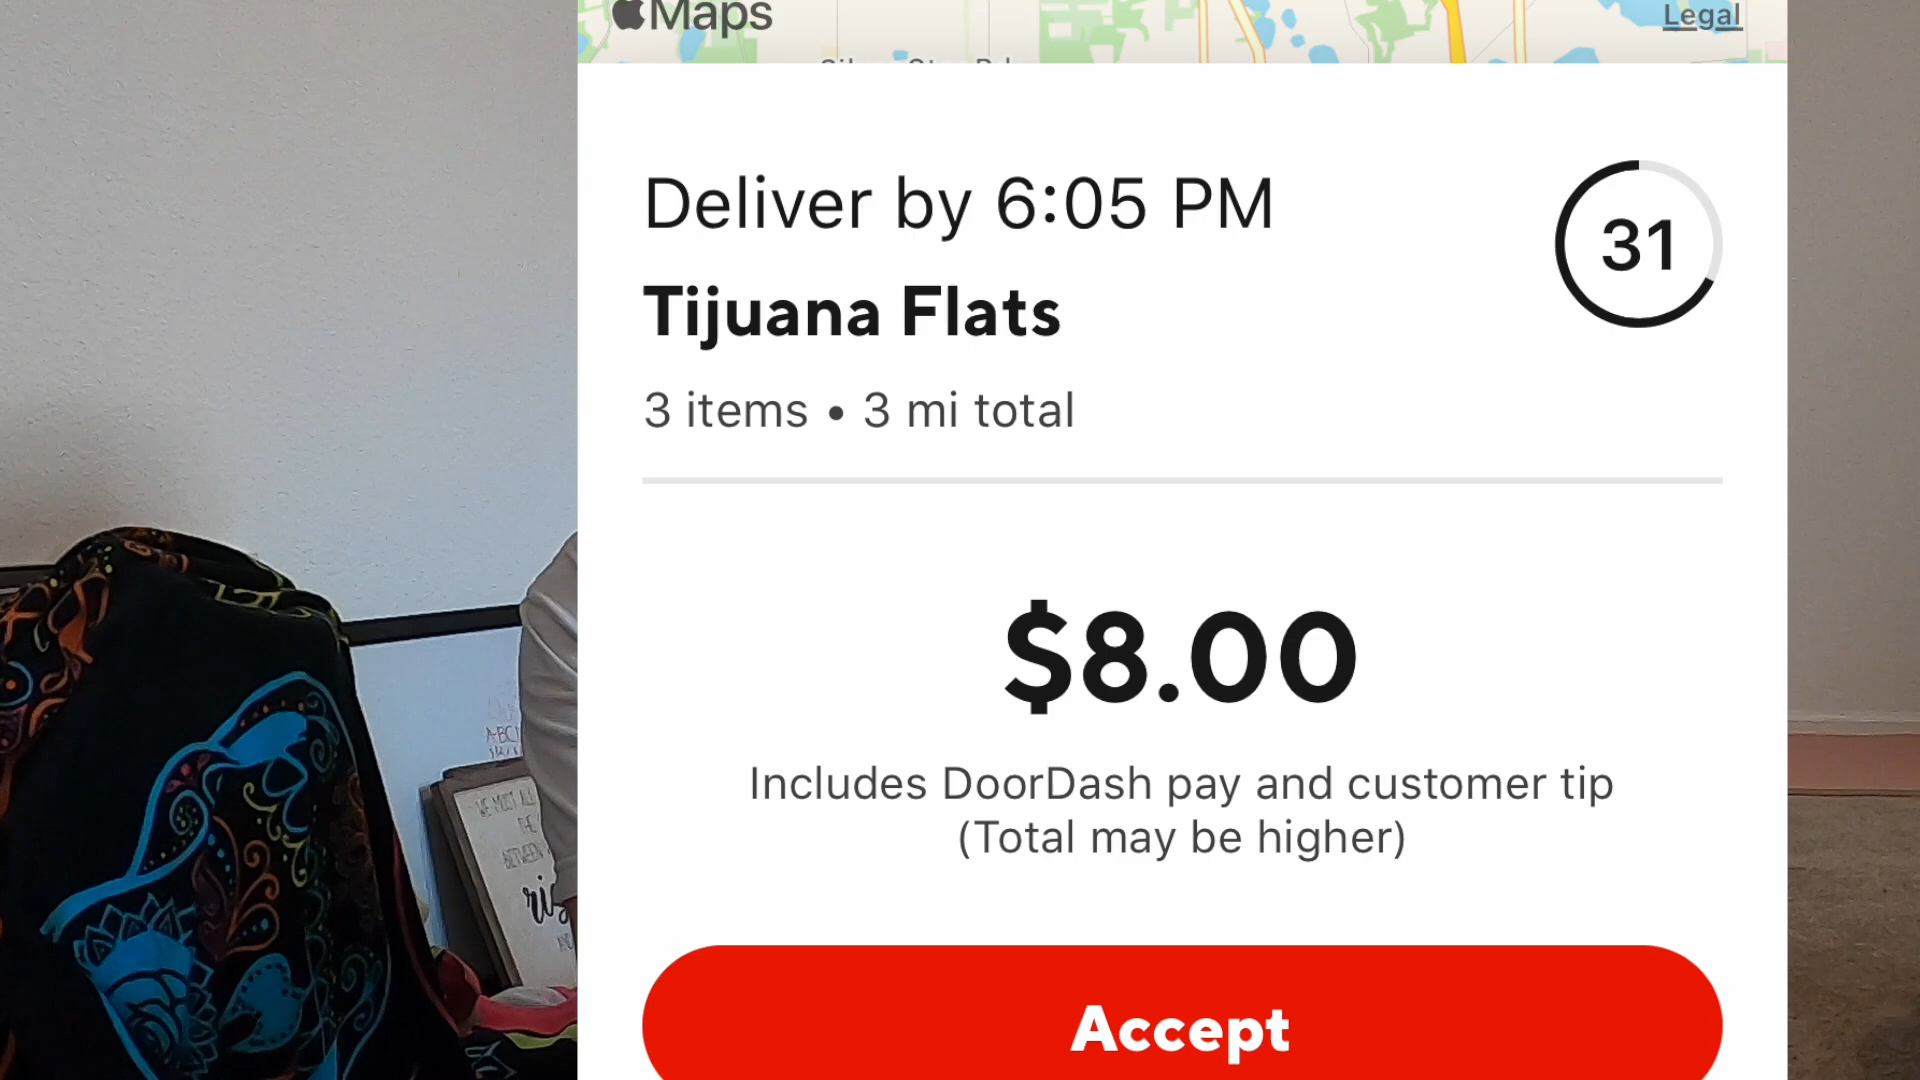 Maps
Legal
Deliver by 6:05 PM
31
Tijuana Flats
3 items • 3 mi total
$8.00
Includes DoorDash pay and customer tip
(Total may be higher)
Accept